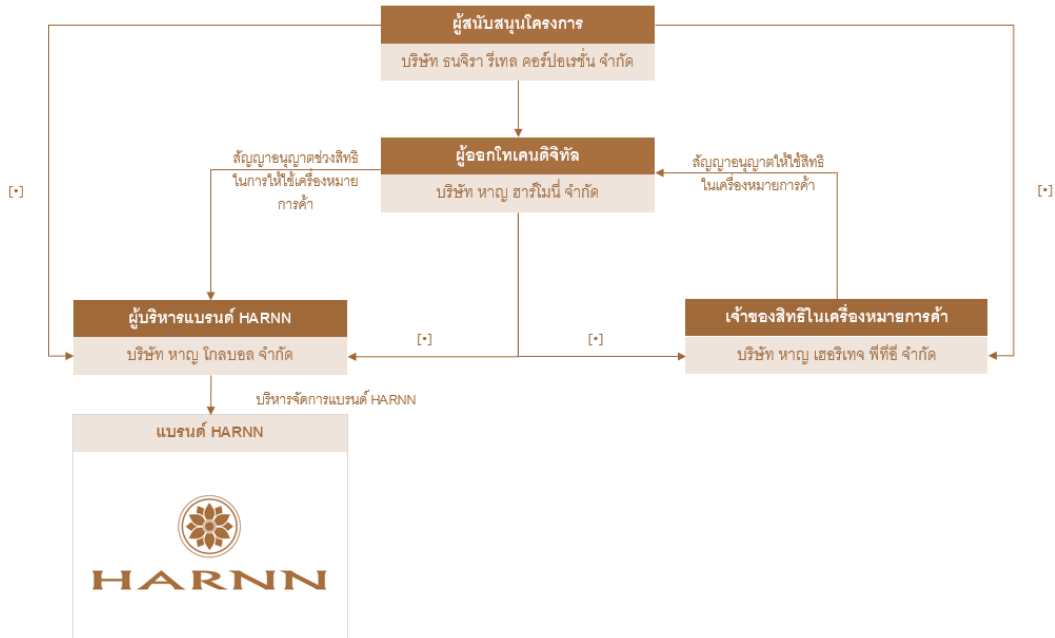 ผู้สนับสนุนโครงการ
บริษัท ธนจิรา รีเทล คอร์ปอเรชั่น จำกัด
ผู้ออกโทเคนดิจิทัล
บริษัท หาญ ฮาร์โมนี่ จำกัด
สัญญาอนุญาตช่วงสิทธิ
ในการให้ใช้เครื่องหมาย
การค้า
สัญญาอนุญาตให้ใช้สิทธิ
ในเครื่องหมายการค้า
[•]
[•]
ผู้บริหารแบรนด์ HARNN
บริษัท หาญ โกลบอล จำกัด
[•]
[•]
เจ้าของสิทธิในเครื่องหมายการค้า
บริษัท หาญ เฮอริเทจ พีทีอี จำกัด
บริหารจัดการแบรนด์ HARNN
แบรนด์ HARNN
HARNN